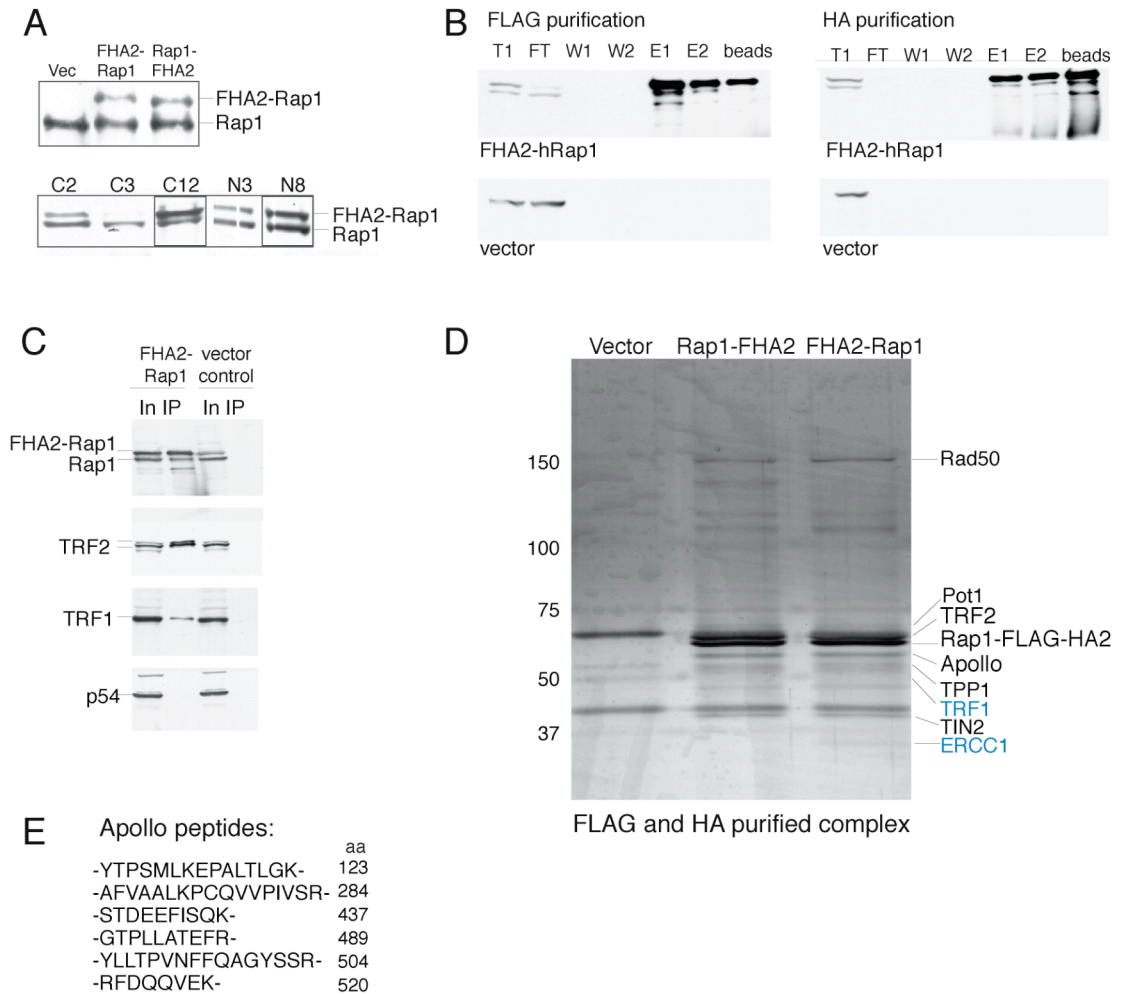 A
FHA2- Rap1-
Vec Rap1 FHA2
FHA2-Rap1
Rap1
C2 C3 C12 N3 N8
FHA2-Rap1
Rap1
B
FLAG purification
T1 FT W1 W2 E1 E2 beads
FHA2-hRap1
vector
HA purification
T1 FT W1 W2 E1 E2 beads
FHA2-hRap1
vector
C
FHA2- vector
Rap1 control
In IP In IP
FHA2-Rap1
Rap1
TRF2
TRF1
p54
D
Vector Rap1-FHA2 FHA2-Rap1
150
100
75
50
37
Rad50
Pot1
TRF2
Rap1-FLAG-HA2
Apollo
TPP1
TRF1
TIN2
ERCC1
FLAG and HA purified complex
E
Apollo peptides:
aa
-YTPSMLKEPALTLGK- 123
-AFVAALKPCQVVPIVSR- 284
-STDEEFISQK- 437
-GTPLLATEFR- 489
-YLLTPVNFFQAGYSSR- 504
-RFDQQVEK- 520